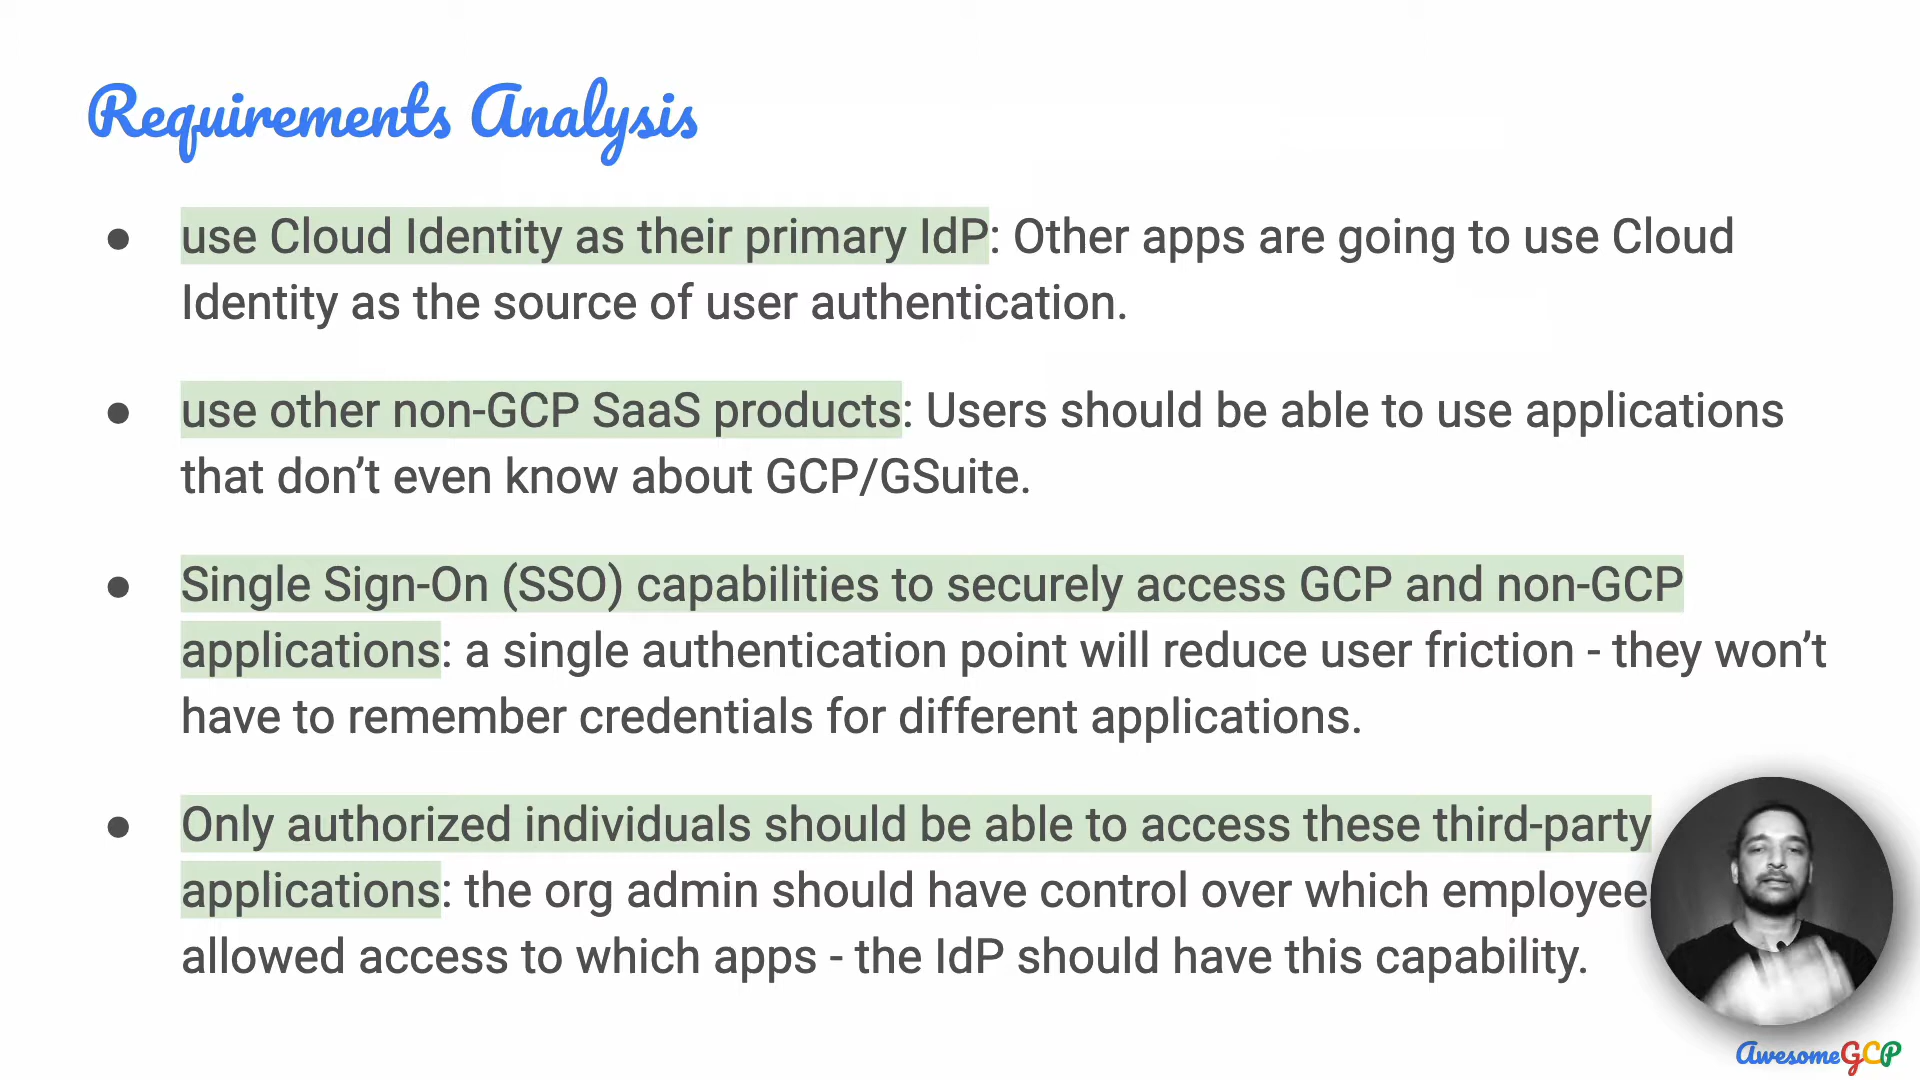 Requirements Analysis
● use Cloud Identity as their primary IdP: Other apps are going to use Cloud
Identity as the source of user authentication.
● use other non-GCP SaaS products: Users should be able to use applications
that don’t even know about GCP/GSuite.
● Single Sign-On (SSO) capabilities to securely access GCP and non-GCP
applications: a single authentication point will reduce user friction - they won’t
have to remember credentials for different applications.
● Only authorized individuals should be able to access these third-party
applications: the org admin should have control over which employee
allowed access to which apps - the IdP should have this capability.
AwesomeGCP